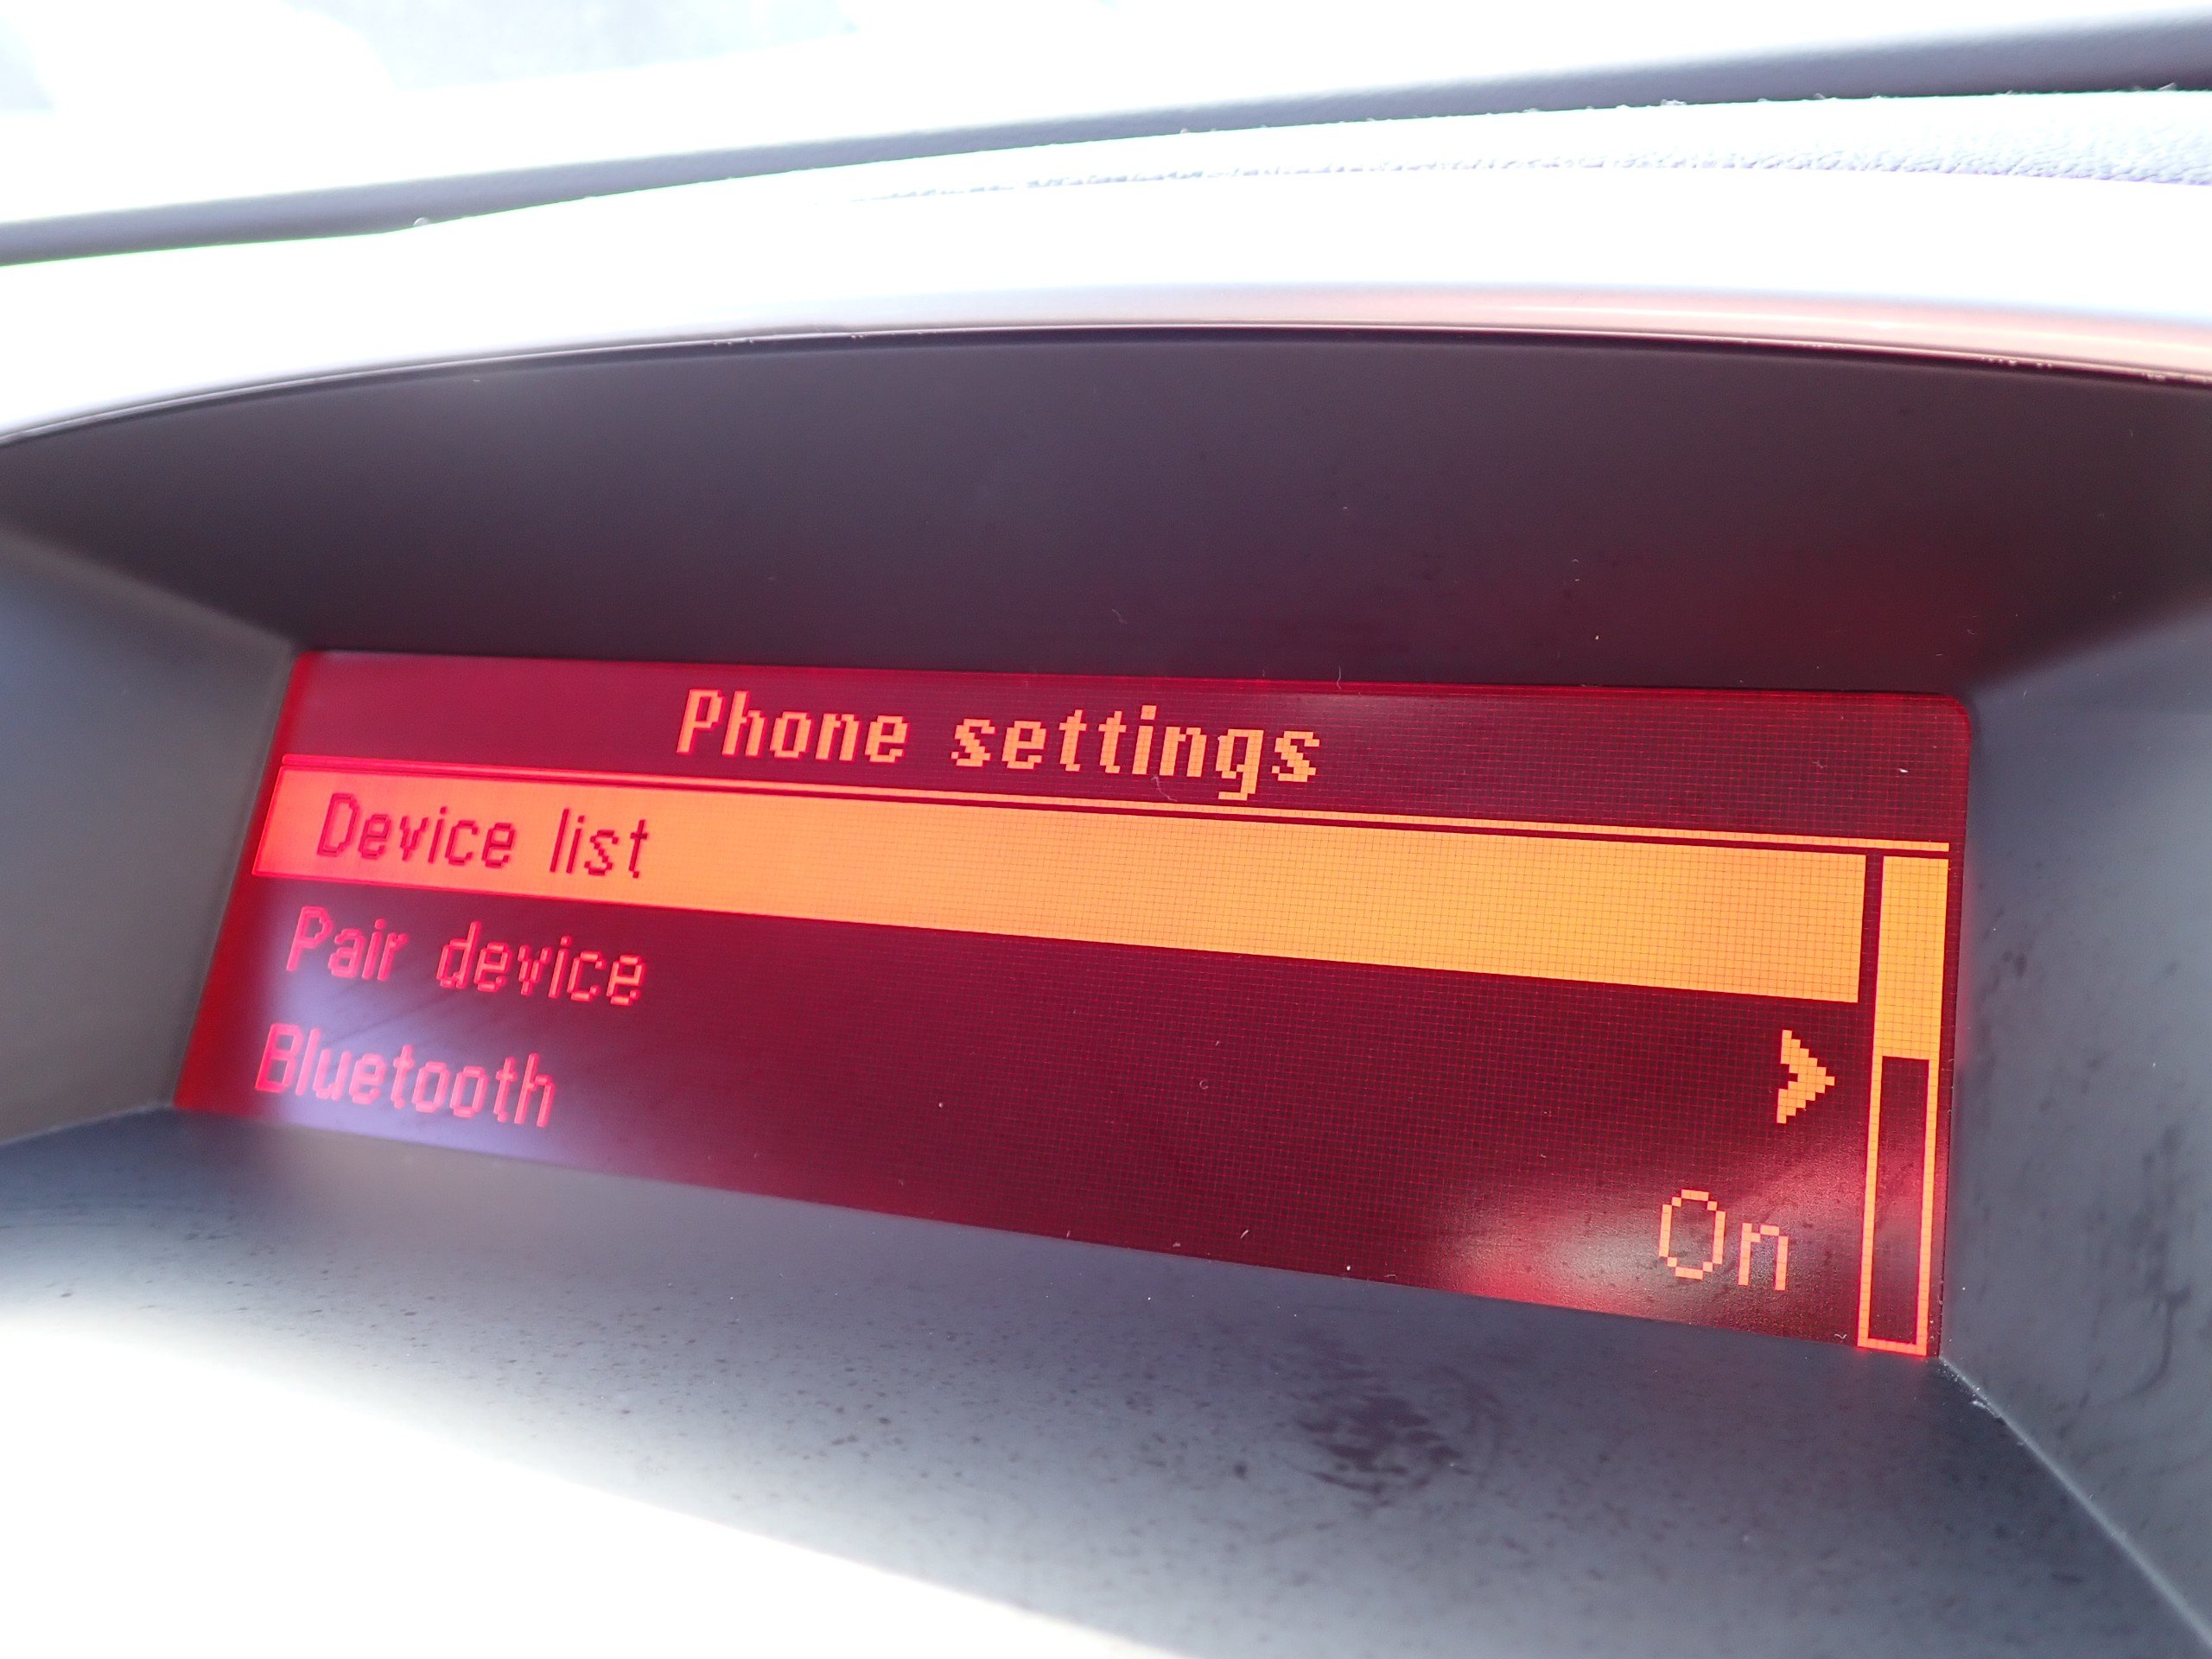 Phone settings
Device list
Pair device
Bluetooth On